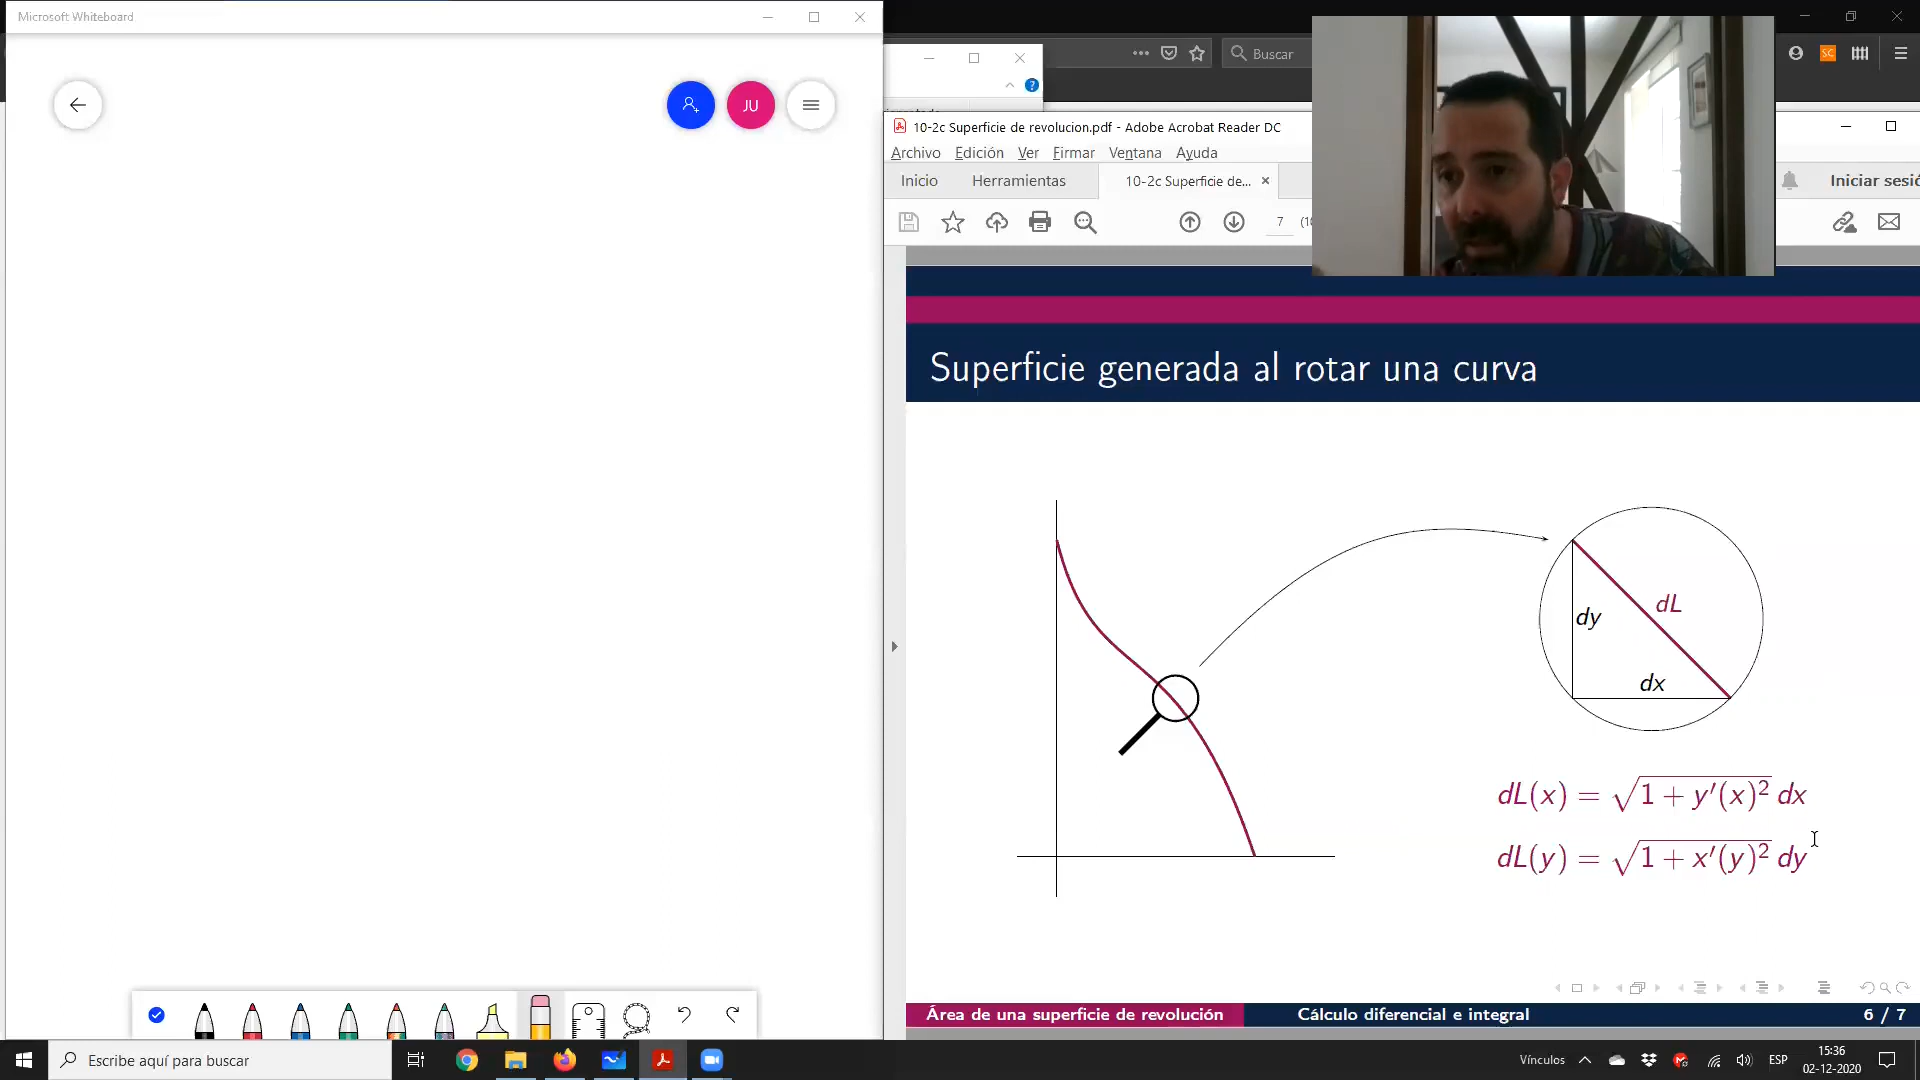 Microsoft Whiteboard
JU
Buscar
SC
10-2c Superficie de revolucion.pdf - Adobe Acrobat Reader DC
Archivo Edición Ver Firmar Ventana Ayuda
Inicio Herramientas 10-2c Superficie de... Iniciar sesió
7
Superficie generada al rotar una curva
dL
dy
dx
dL(x) = √(1 + y′(x)²) dx
dL(y) = √(1 + x′(y)²) dy
Área de una superficie de revolución Cálculo diferencial e integral 6 / 7
Escribe aquí para buscar
Vínculos ESP 15:36
02-12-2020